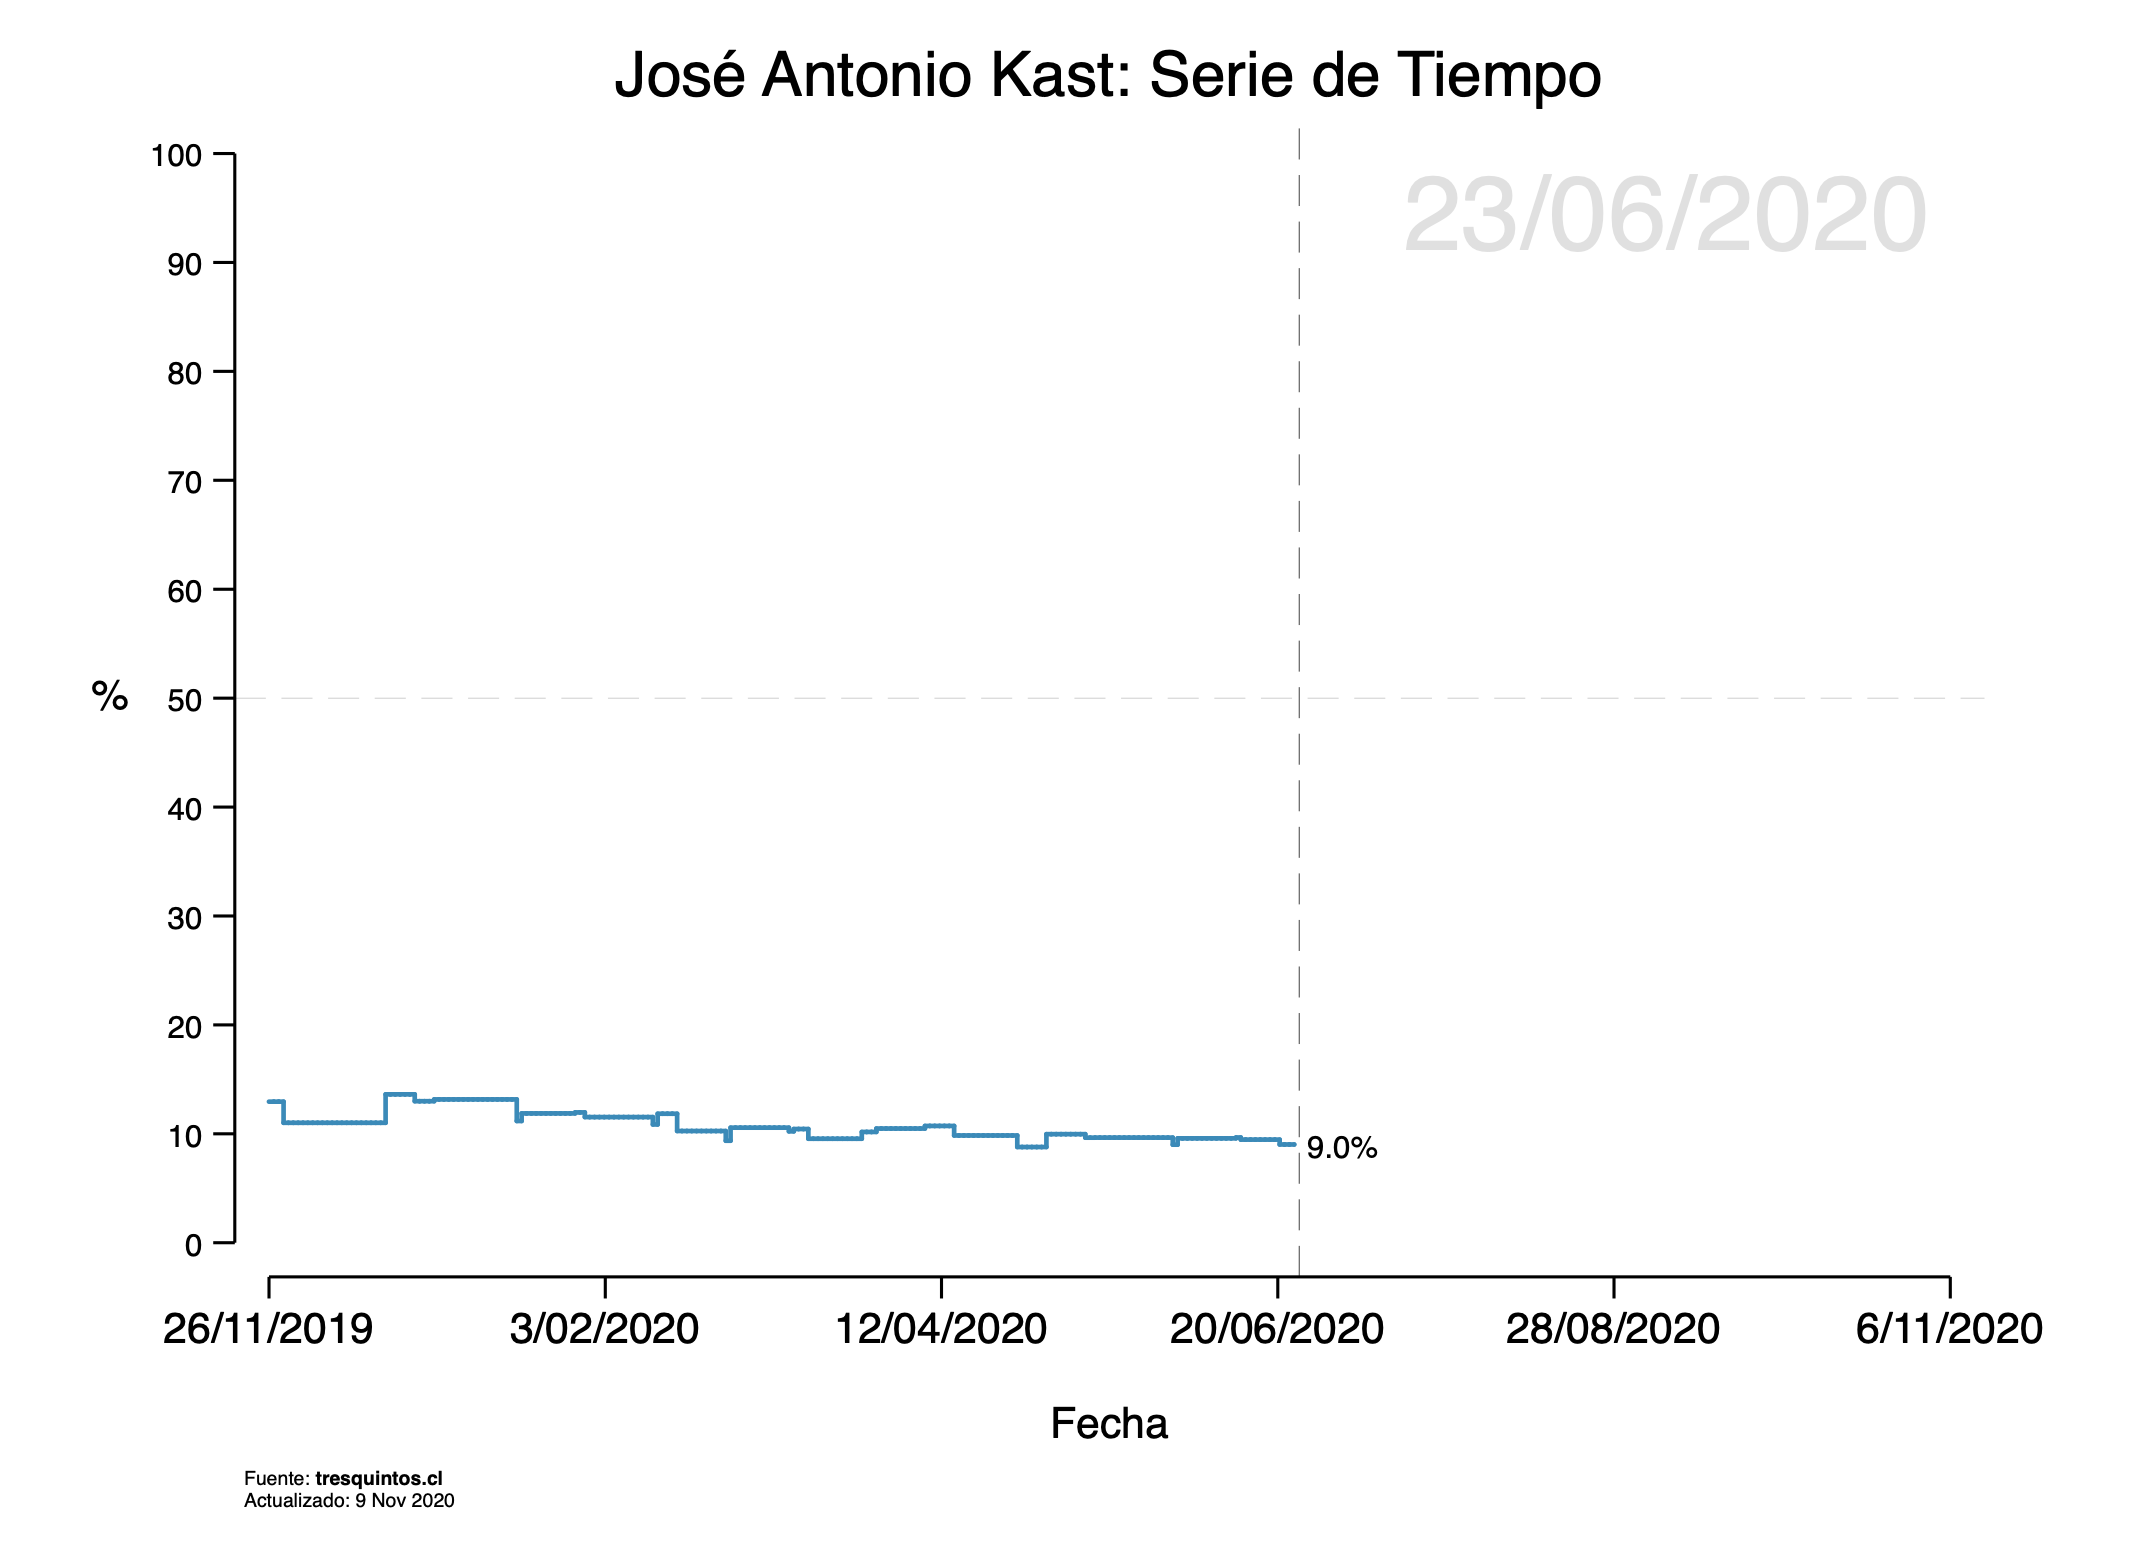 José Antonio Kast: Serie de Tiempo
23/06/2020
100
90
80
70
60
50
40
30
20
10
0
%
9.0%
26/11/2019 3/02/2020 12/04/2020 20/06/2020 28/08/2020 6/11/2020
Fecha
Fuente: tresquintos.cl
Actualizado: 9 Nov 2020